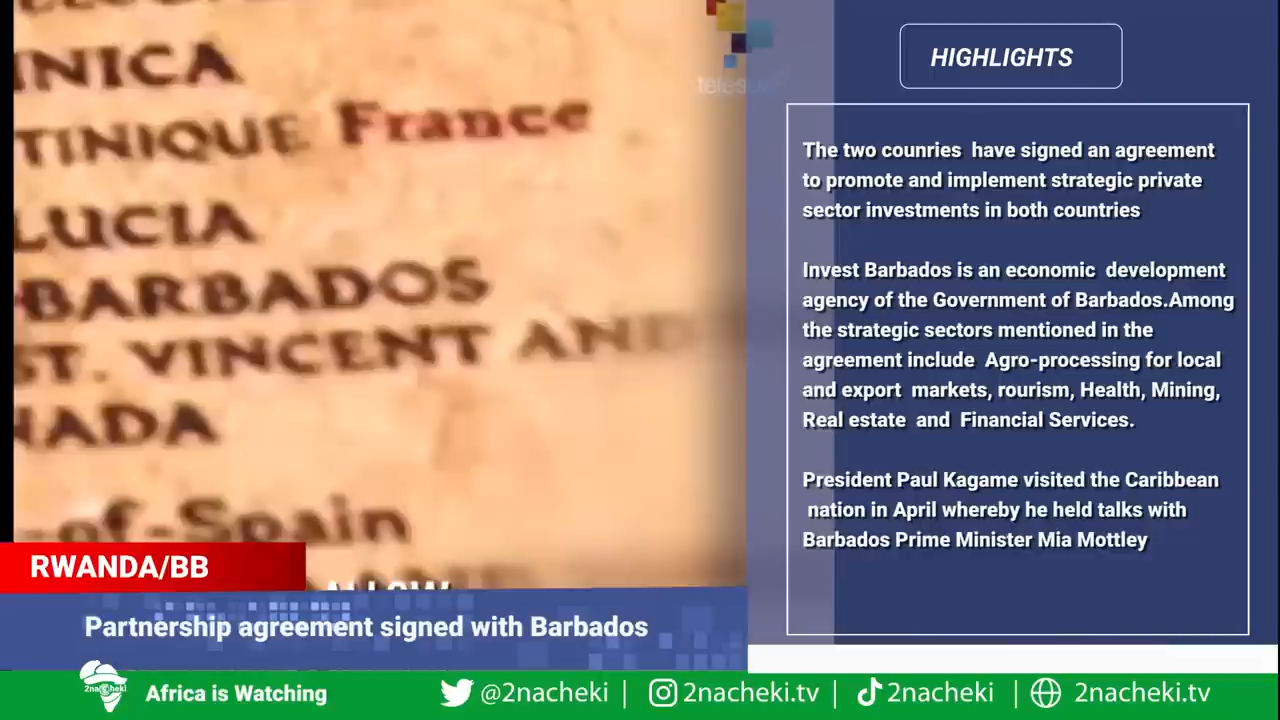 INICA
TINIQUE France
LUCIA
BARBADOS
ST. VINCENT AND
NADA
-of-Spain
telesur
HIGHLIGHTS
The two counries have signed an agreement
to promote and implement strategic private
sector investments in both countries
Invest Barbados is an economic development
agency of the Government of Barbados.Among
the strategic sectors mentioned in the
agreement include Agro-processing for local
and export markets, rourism, Health, Mining,
Real estate and Financial Services.
President Paul Kagame visited the Caribbean
nation in April whereby he held talks with
Barbados Prime Minister Mia Mottley
RWANDA/BB
Partnership agreement signed with Barbados
2nacheki
Africa is Watching
@2nacheki | 2nacheki.tv | 2nacheki | 2nacheki.tv